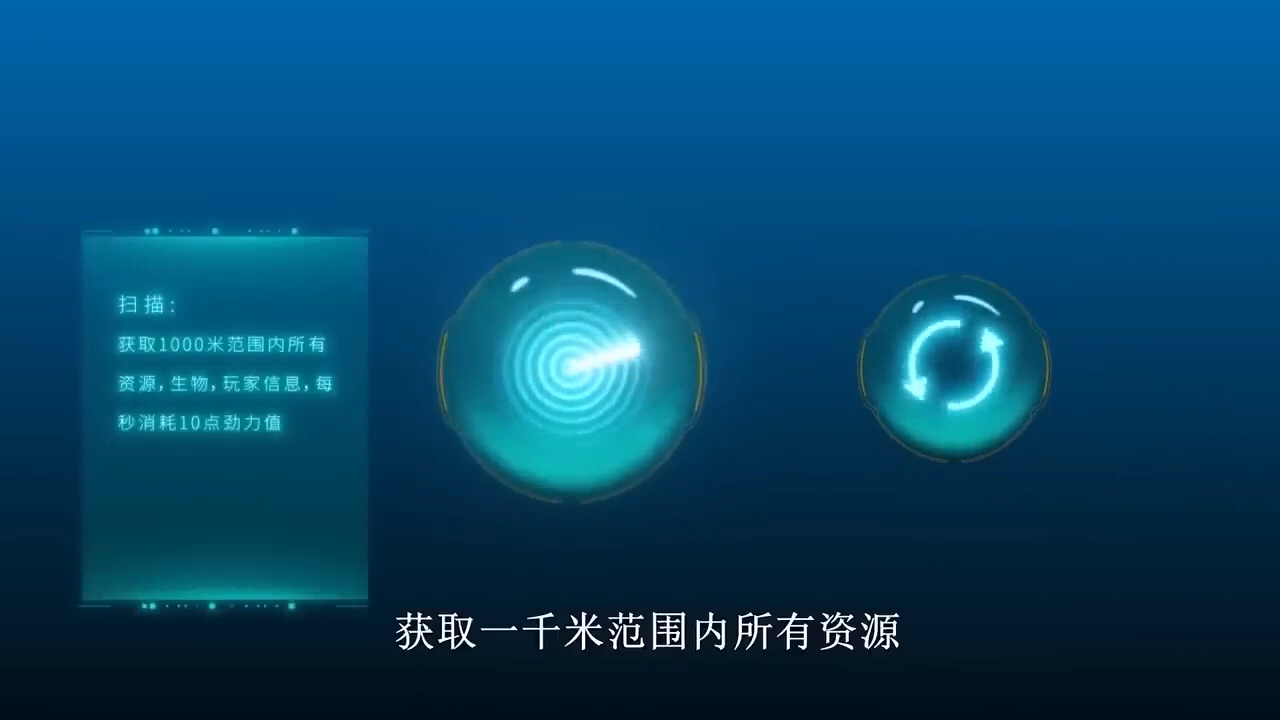 扫描:
获取1000米范围内所有
资源,生物,玩家信息,每
秒消耗10点劲力值
获取一千米范围内所有资源